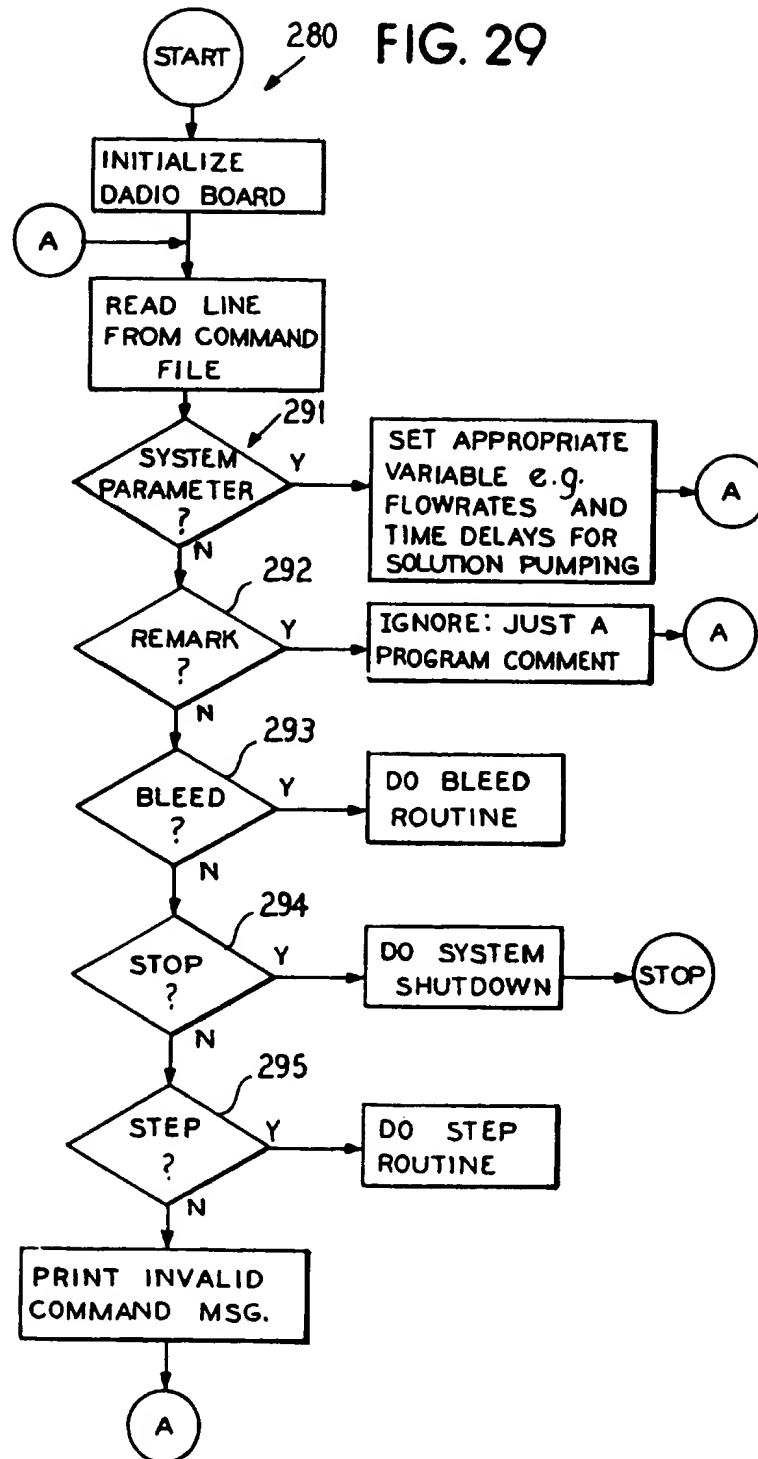 START
280
FIG. 29
INITIALIZE
DADIO BOARD
A
READ LINE
FROM COMMAND
FILE
291
SYSTEM
PARAMETER
?
Y
N
SET APPROPRIATE
VARIABLE e.g.
FLOWRATES AND
TIME DELAYS FOR
SOLUTION PUMPING
A
292
REMARK
?
Y
N
IGNORE: JUST A
PROGRAM COMMENT
A
293
BLEED
?
Y
N
DO BLEED
ROUTINE
294
STOP
?
Y
N
DO SYSTEM
SHUTDOWN
STOP
295
STEP
?
Y
N
DO STEP
ROUTINE
PRINT INVALID
COMMAND MSG.
A